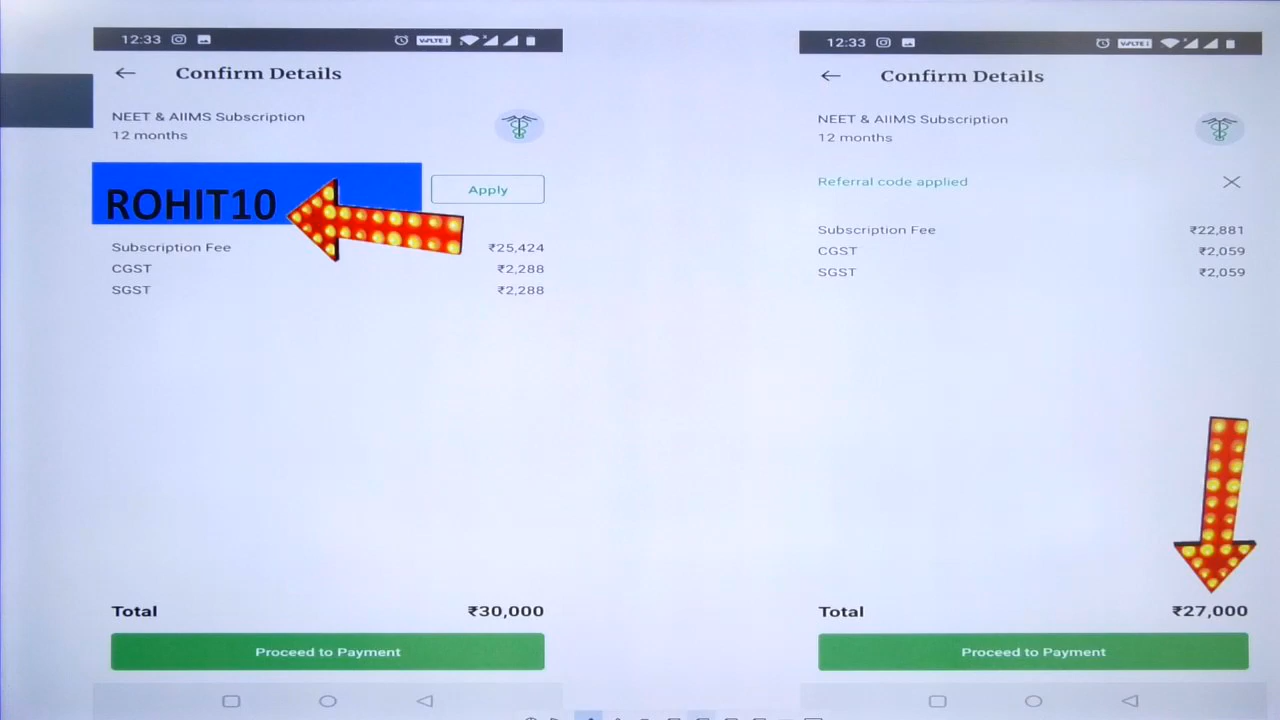 12:33 VoLTE
Confirm Details
NEET & AIIMS Subscription
12 months
ROHIT10
Apply
Subscription Fee ₹25,424
CGST ₹2,288
SGST ₹2,288
Total ₹30,000
Proceed to Payment
12:33 VoLTE
Confirm Details
NEET & AIIMS Subscription
12 months
Referral code applied
Subscription Fee ₹22,881
CGST ₹2,059
SGST ₹2,059
Total ₹27,000
Proceed to Payment